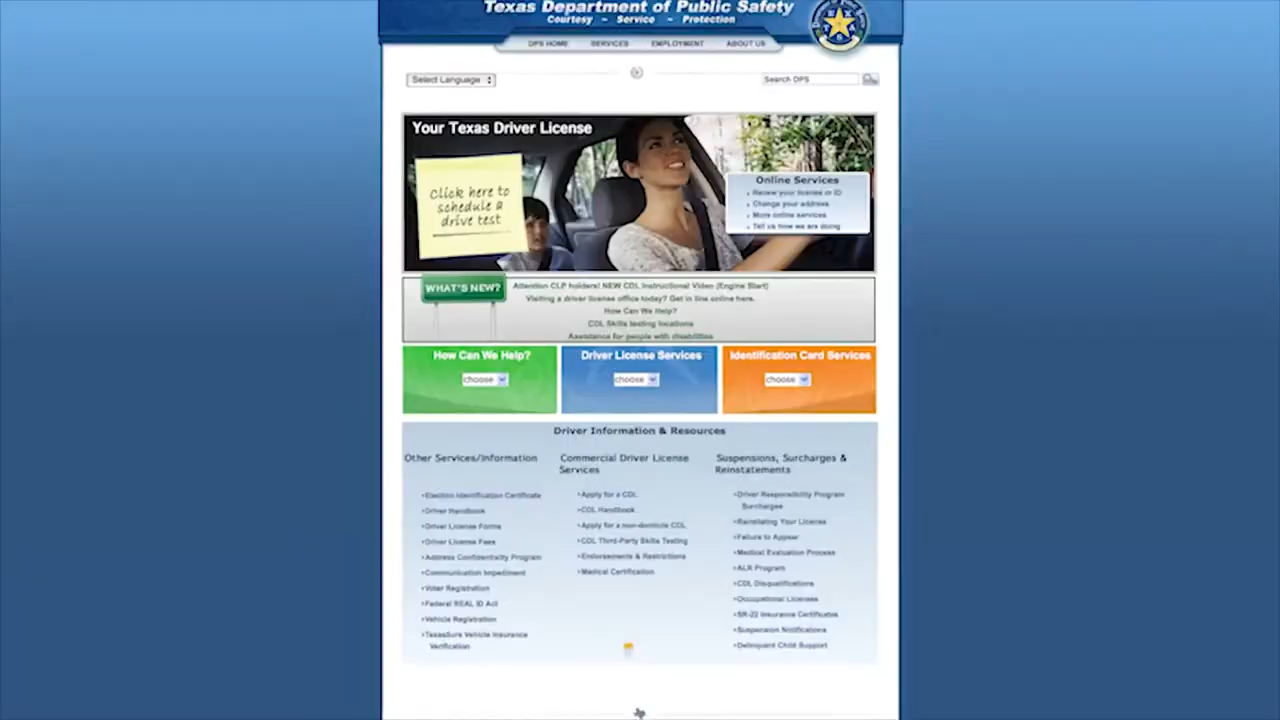 Texas Department of Public Safety
Courtesy ~ Service ~ Protection
DPS HOME SERVICES EMPLOYMENT ABOUT US
Select Language Search DPS
Your Texas Driver License
Click here to
schedule a
drive test
Online Services
Renew your license or ID
Change your address
More online services
Tell us how we are doing
WHAT'S NEW?
Attention CLP holders! NEW CDL Instructional Video (Engine Start)
Visiting a driver license office today? Get in line online here.
How Can We Help?
CDL Skills testing locations
Assistance for people with disabilities
How Can We Help? Driver License Services Identification Card Services
choose choose choose
Driver Information & Resources
Other Services/Information
Election Identification Certificate
Driver Handbook
Driver License Forms
Driver License Fees
Address Confidentiality Program
Communication Impediment
Voter Registration
Federal REAL ID Act
Vehicle Registration
TexasSure Vehicle Insurance
Verification
Commercial Driver License
Services
Apply for a CDL
CDL Handbook
Apply for a non-domicile CDL
CDL Third-Party Skills Testing
Endorsements & Restrictions
Medical Certification
Suspensions, Surcharges &
Reinstatements
Driver Responsibility Program
Surcharges
Reinstating Your License
Failure to Appear
Medical Evaluation Process
ALR Program
CDL Disqualifications
Occupational Licenses
SR-22 Insurance Certificates
Suspension Notifications
Delinquent Child Support